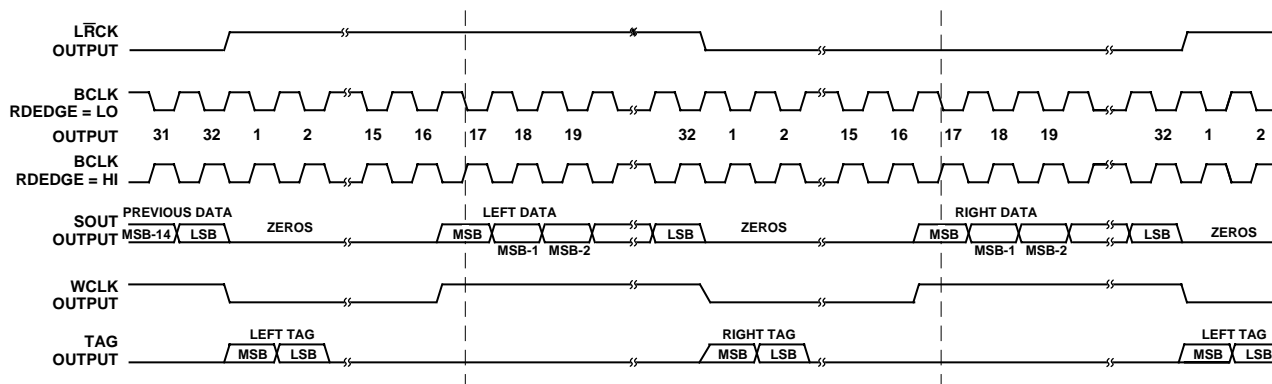 LRCK
OUTPUT
BCLK
RDEDGE = LO
OUTPUT
31 32 1 2 15 16 17 18 19 32 1 2 15 16 17 18 19 32 1 2
BCLK
RDEDGE = HI
SOUT
OUTPUT
PREVIOUS DATA LEFT DATA RIGHT DATA
MSB-14 LSB ZEROS MSB MSB-1 MSB-2 LSB ZEROS MSB MSB-1 MSB-2 LSB ZEROS
WCLK
OUTPUT
TAG
OUTPUT
LEFT TAG RIGHT TAG LEFT TAG
MSB LSB MSB LSB MSB LSB